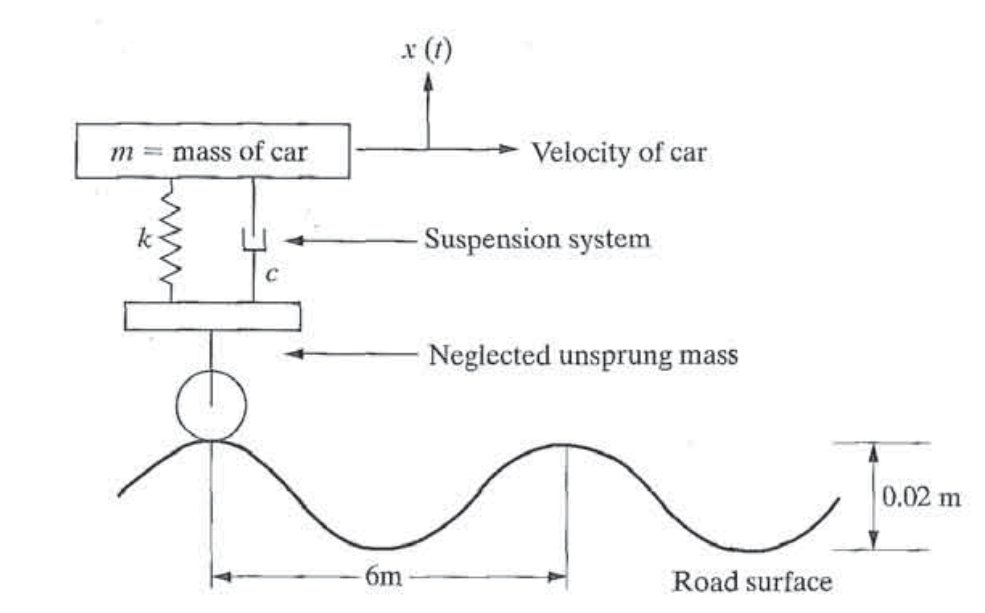 x (t)
m = mass of car
Velocity of car
k
Suspension system
c
Neglected unsprung mass
0.02 m
6m
Road surface